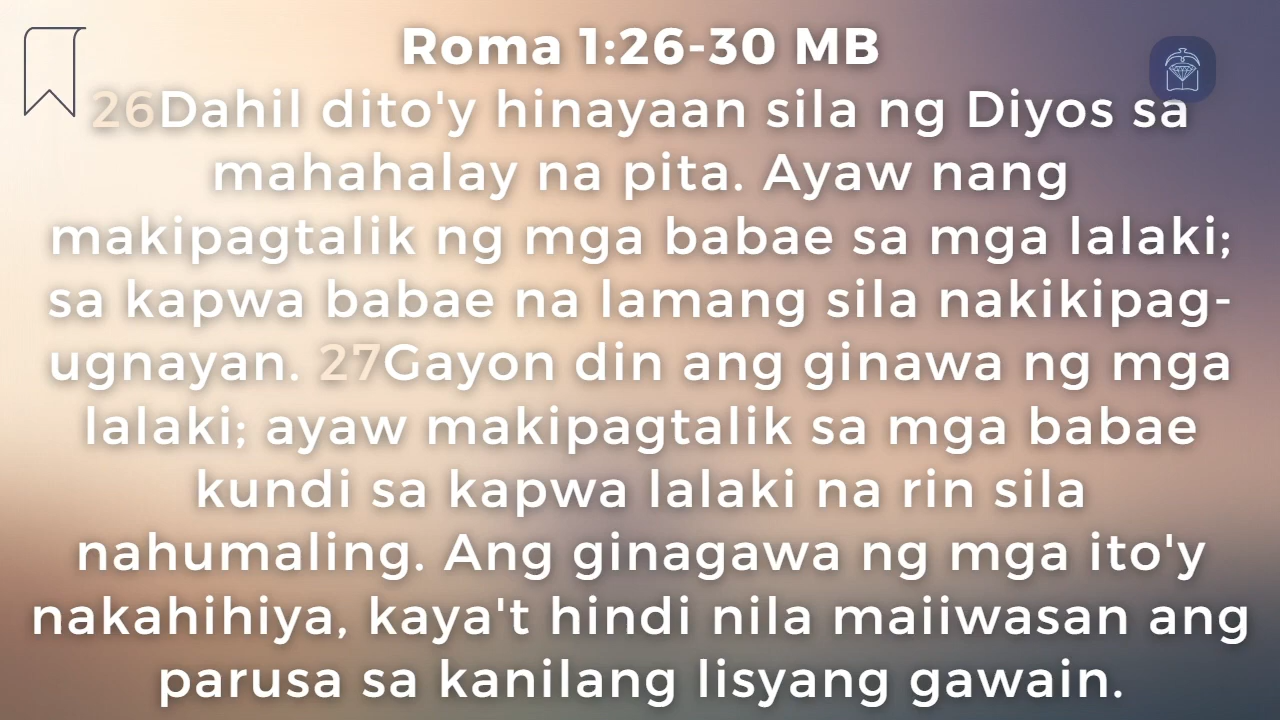 Roma 1:26-30 MB
26Dahil dito'y hinayaan sila ng Diyos sa
mahahalay na pita. Ayaw nang
makipagtalik ng mga babae sa mga lalaki;
sa kapwa babae na lamang sila nakikipag-
ugnayan. 27Gayon din ang ginawa ng mga
lalaki; ayaw makipagtalik sa mga babae
kundi sa kapwa lalaki na rin sila
nahumaling. Ang ginagawa ng mga ito'y
nakahihiya, kaya't hindi nila maiiwasan ang
parusa sa kanilang lisyang gawain.